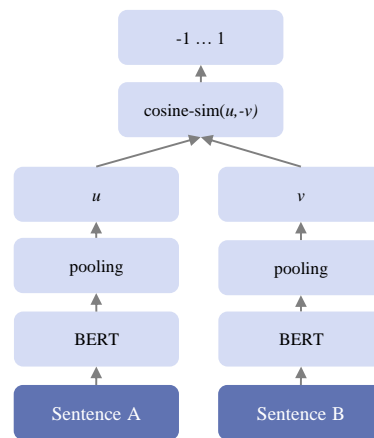 -1 … 1
cosine-sim(u,-v)
u
v
pooling
pooling
BERT
BERT
Sentence A
Sentence B